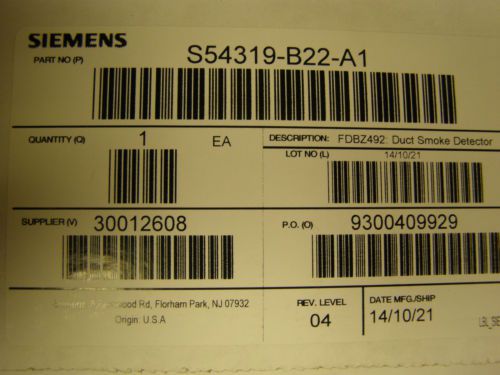 SIEMENS
PART NO (P)
S54319-B22-A1
QUANTITY (Q)
1
EA
DESCRIPTION: FDBZ492: Duct Smoke Detector
LOT NO (L)
14/10/21
SUPPLIER (V)
30012608
P.O. (O)
9300409929
Rd, Florham Park, NJ 07932
Origin: U.S.A
REV. LEVEL
04
DATE MFG/SHIP
14/10/21